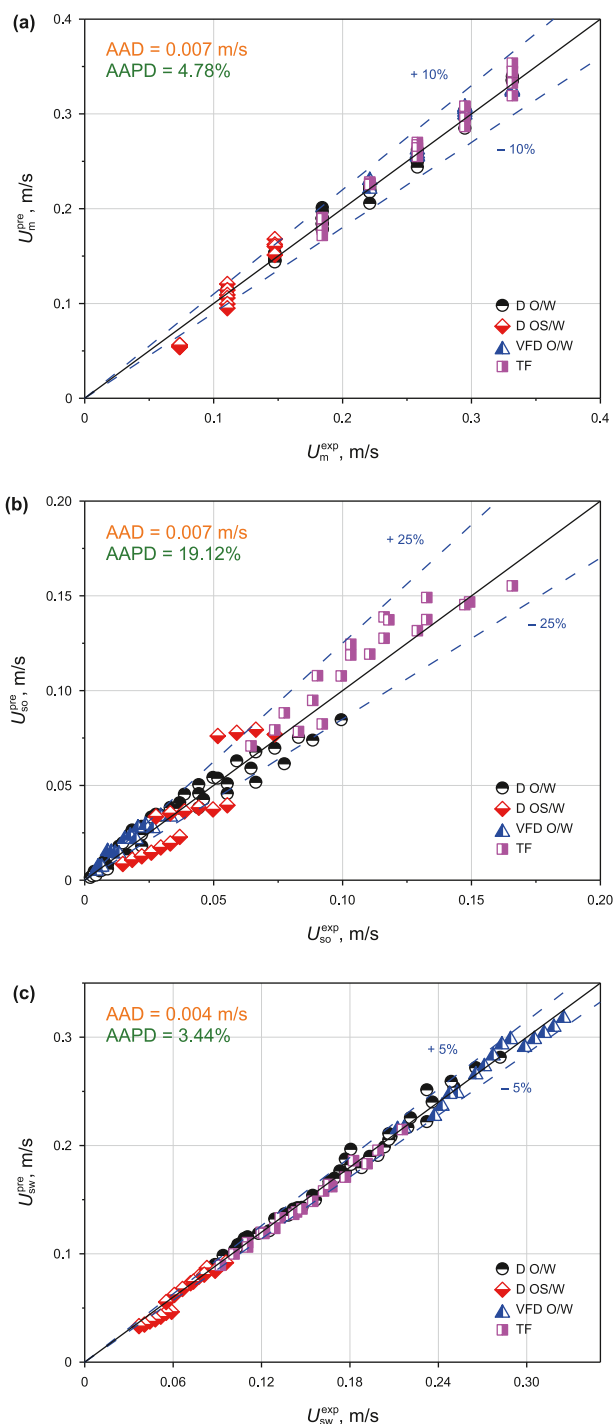 (a)
AAD = 0.007 m/s
AAPD = 4.78%
+ 10%
– 10%
0.4
0.3
0.2
0.1
0
U_m^pre, m/s
D O/W
D OS/W
VFD O/W
TF
0 0.1 0.2 0.3 0.4
U_m^exp, m/s
(b)
AAD = 0.007 m/s
AAPD = 19.12%
+ 25%
– 25%
0.20
0.15
0.10
0.05
0
U_so^pre, m/s
D O/W
D OS/W
VFD O/W
TF
0 0.05 0.10 0.15 0.20
U_so^exp, m/s
(c)
AAD = 0.004 m/s
AAPD = 3.44%
+ 5%
– 5%
0.3
0.2
0.1
0
U_sw^pre, m/s
D O/W
D OS/W
VFD O/W
TF
0 0.06 0.12 0.18 0.24 0.30
U_sw^exp, m/s